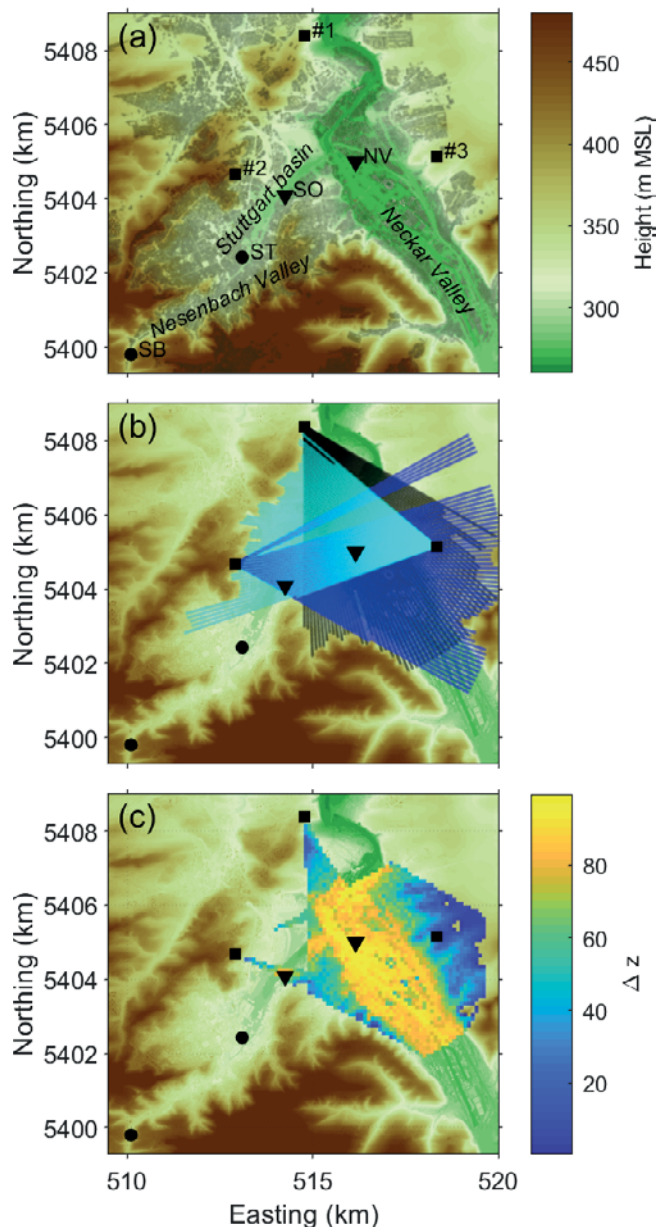 (a)
#1
5408
5406
5404
5402
5400
Northing (km)
#2
#3
NV
SO
ST
SB
Stuttgart basin
Nesenbach Valley
Neckar Valley
450
400
350
300
Height (m MSL)
(b)
5408
5406
5404
5402
5400
Northing (km)
(c)
5408
5406
5404
5402
5400
Northing (km)
80
60
40
20
Δ z
510
515
520
Easting (km)